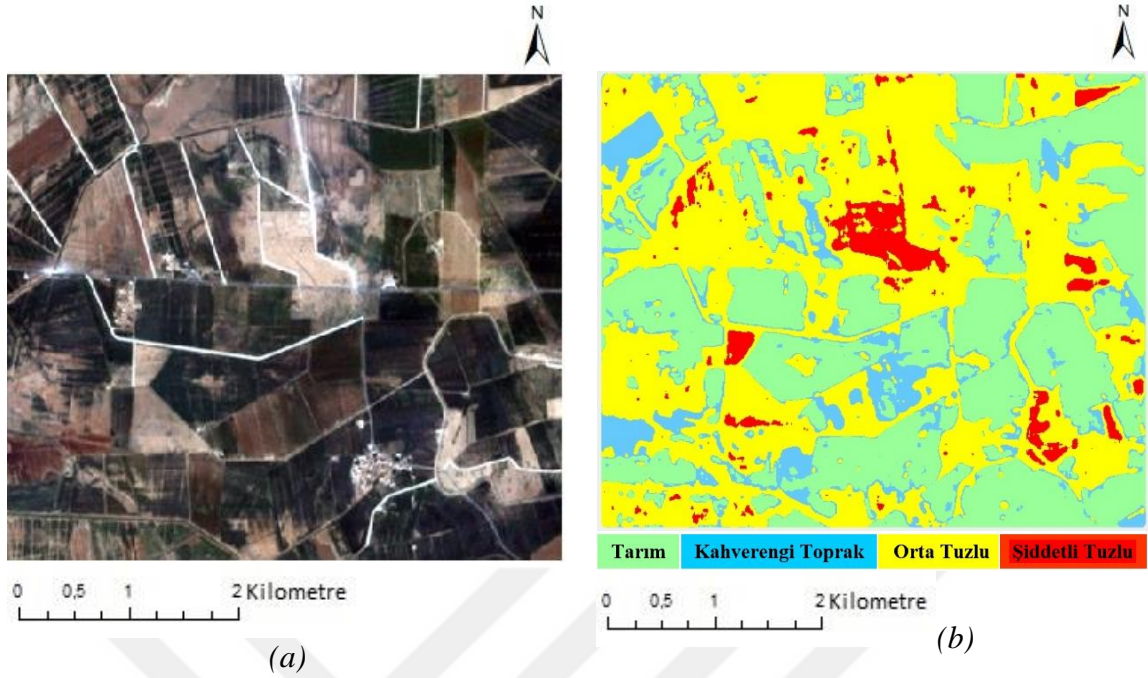 N
N
Tarım Kahverengi Toprak Orta Tuzlu Şiddetli Tuzlu
0 0,5 1 2 Kilometre
0 0,5 1 2 Kilometre
(a)
(b)